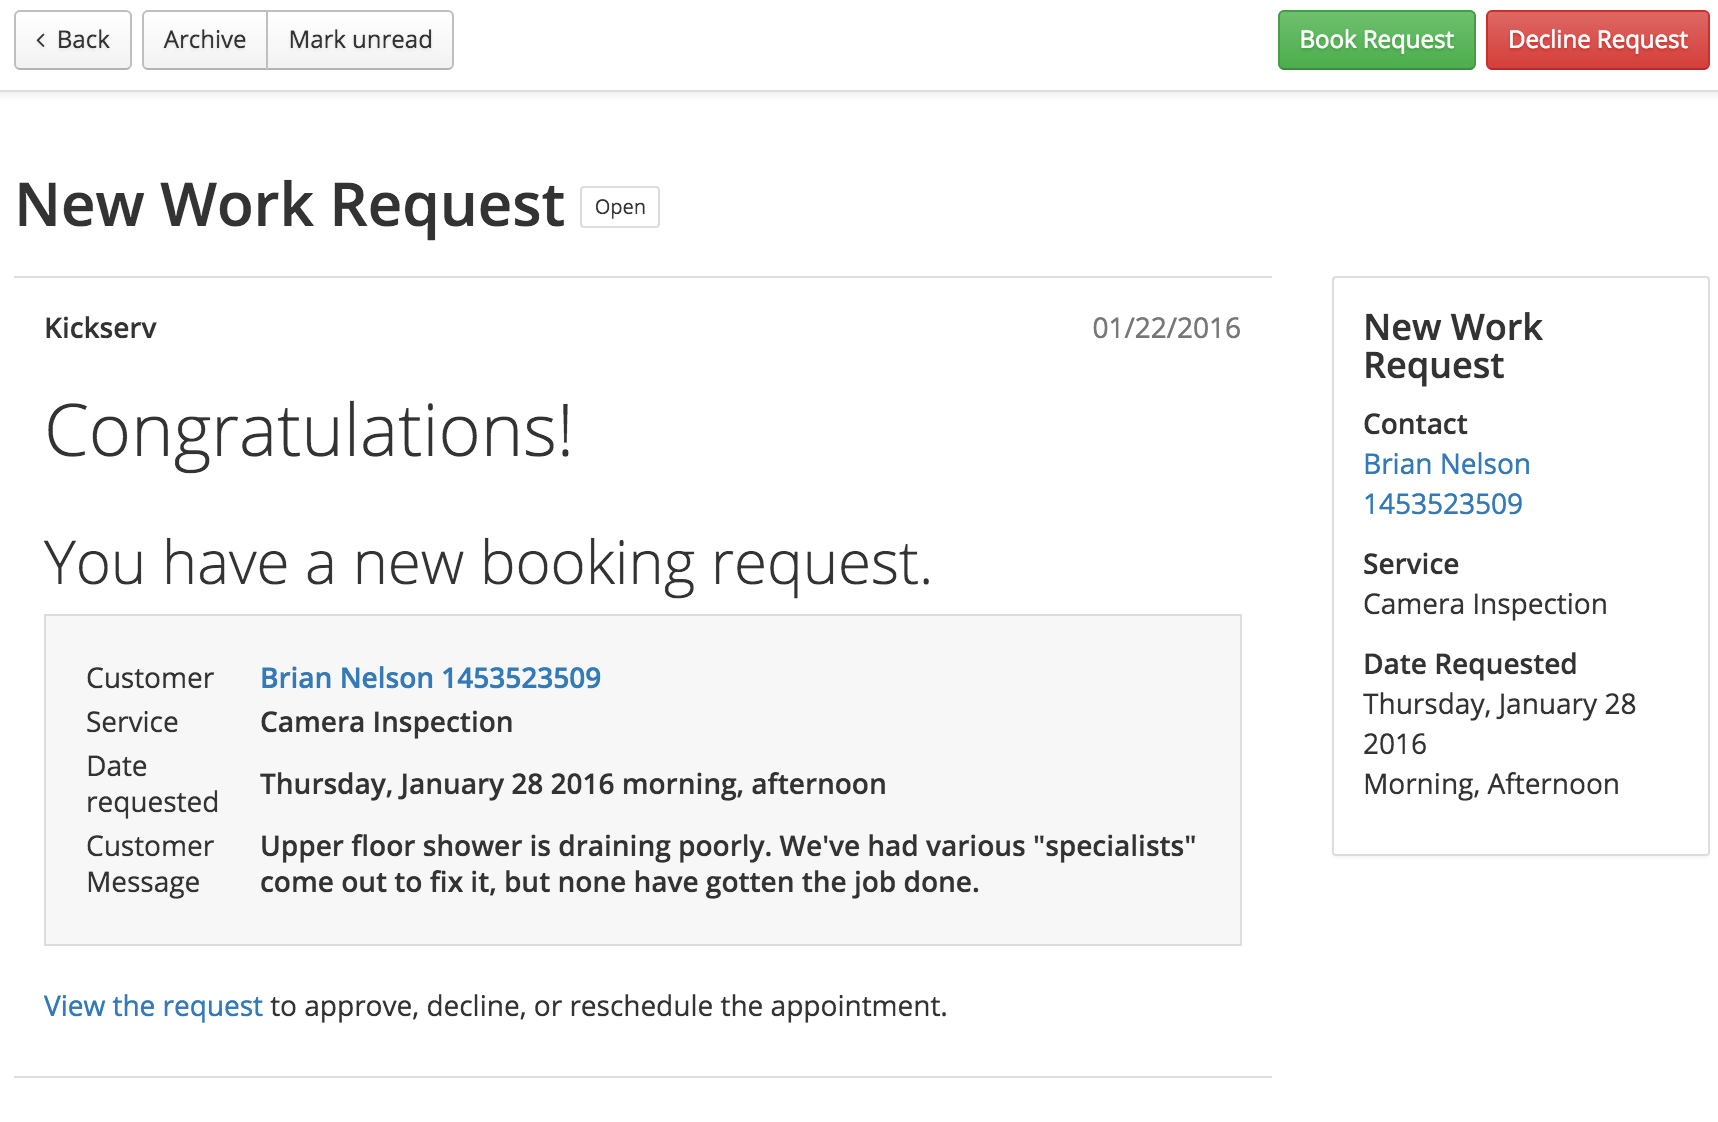 Back
Archive
Mark unread
Book Request
Decline Request
New Work Request
Open
Kickserv
01/22/2016
Congratulations!
You have a new booking request.
Customer Brian Nelson 1453523509
Service Camera Inspection
Date
requested
Thursday, January 28 2016 morning, afternoon
Customer
Message
Upper floor shower is draining poorly. We've had various "specialists"
come out to fix it, but none have gotten the job done.
View the request to approve, decline, or reschedule the appointment.
New Work
Request
Contact
Brian Nelson
1453523509
Service
Camera Inspection
Date Requested
Thursday, January 28
2016
Morning, Afternoon